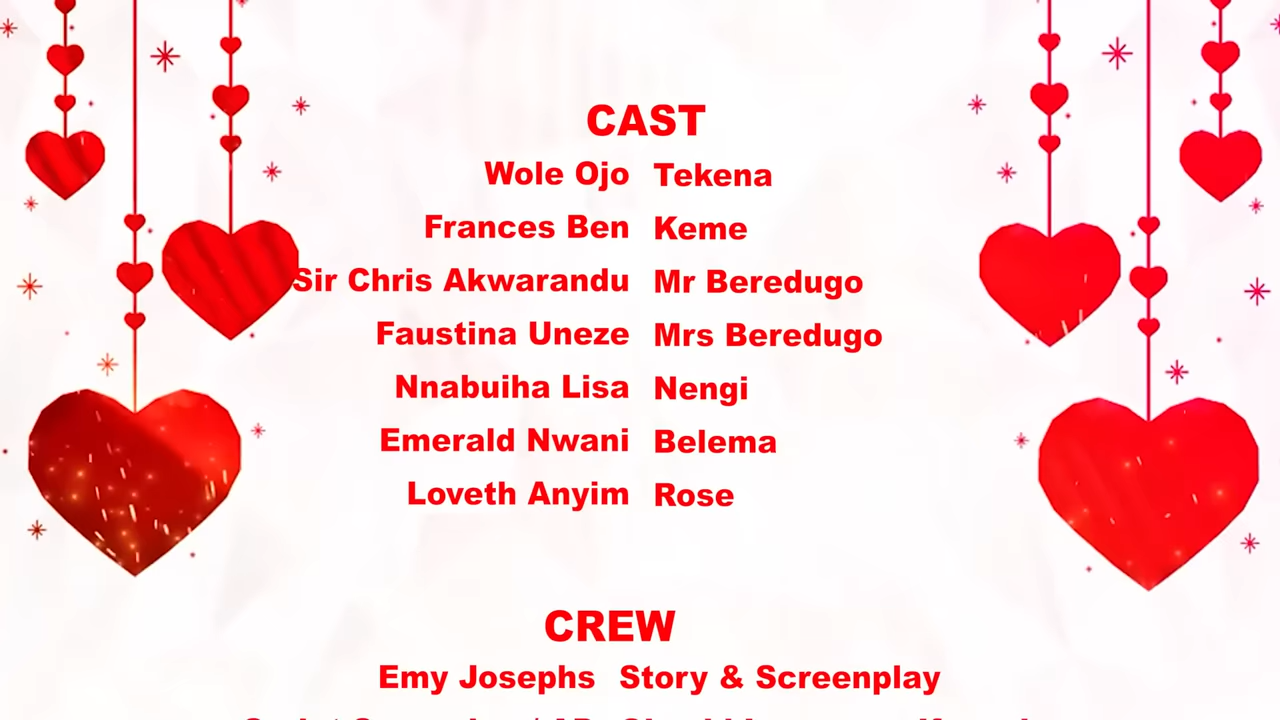 CAST
Wole Ojo Tekena
Frances Ben Keme
Sir Chris Akwarandu Mr Beredugo
Faustina Uneze Mrs Beredugo
Nnabuiha Lisa Nengi
Emerald Nwani Belema
Loveth Anyim Rose
CREW
Emy Josephs Story & Screenplay